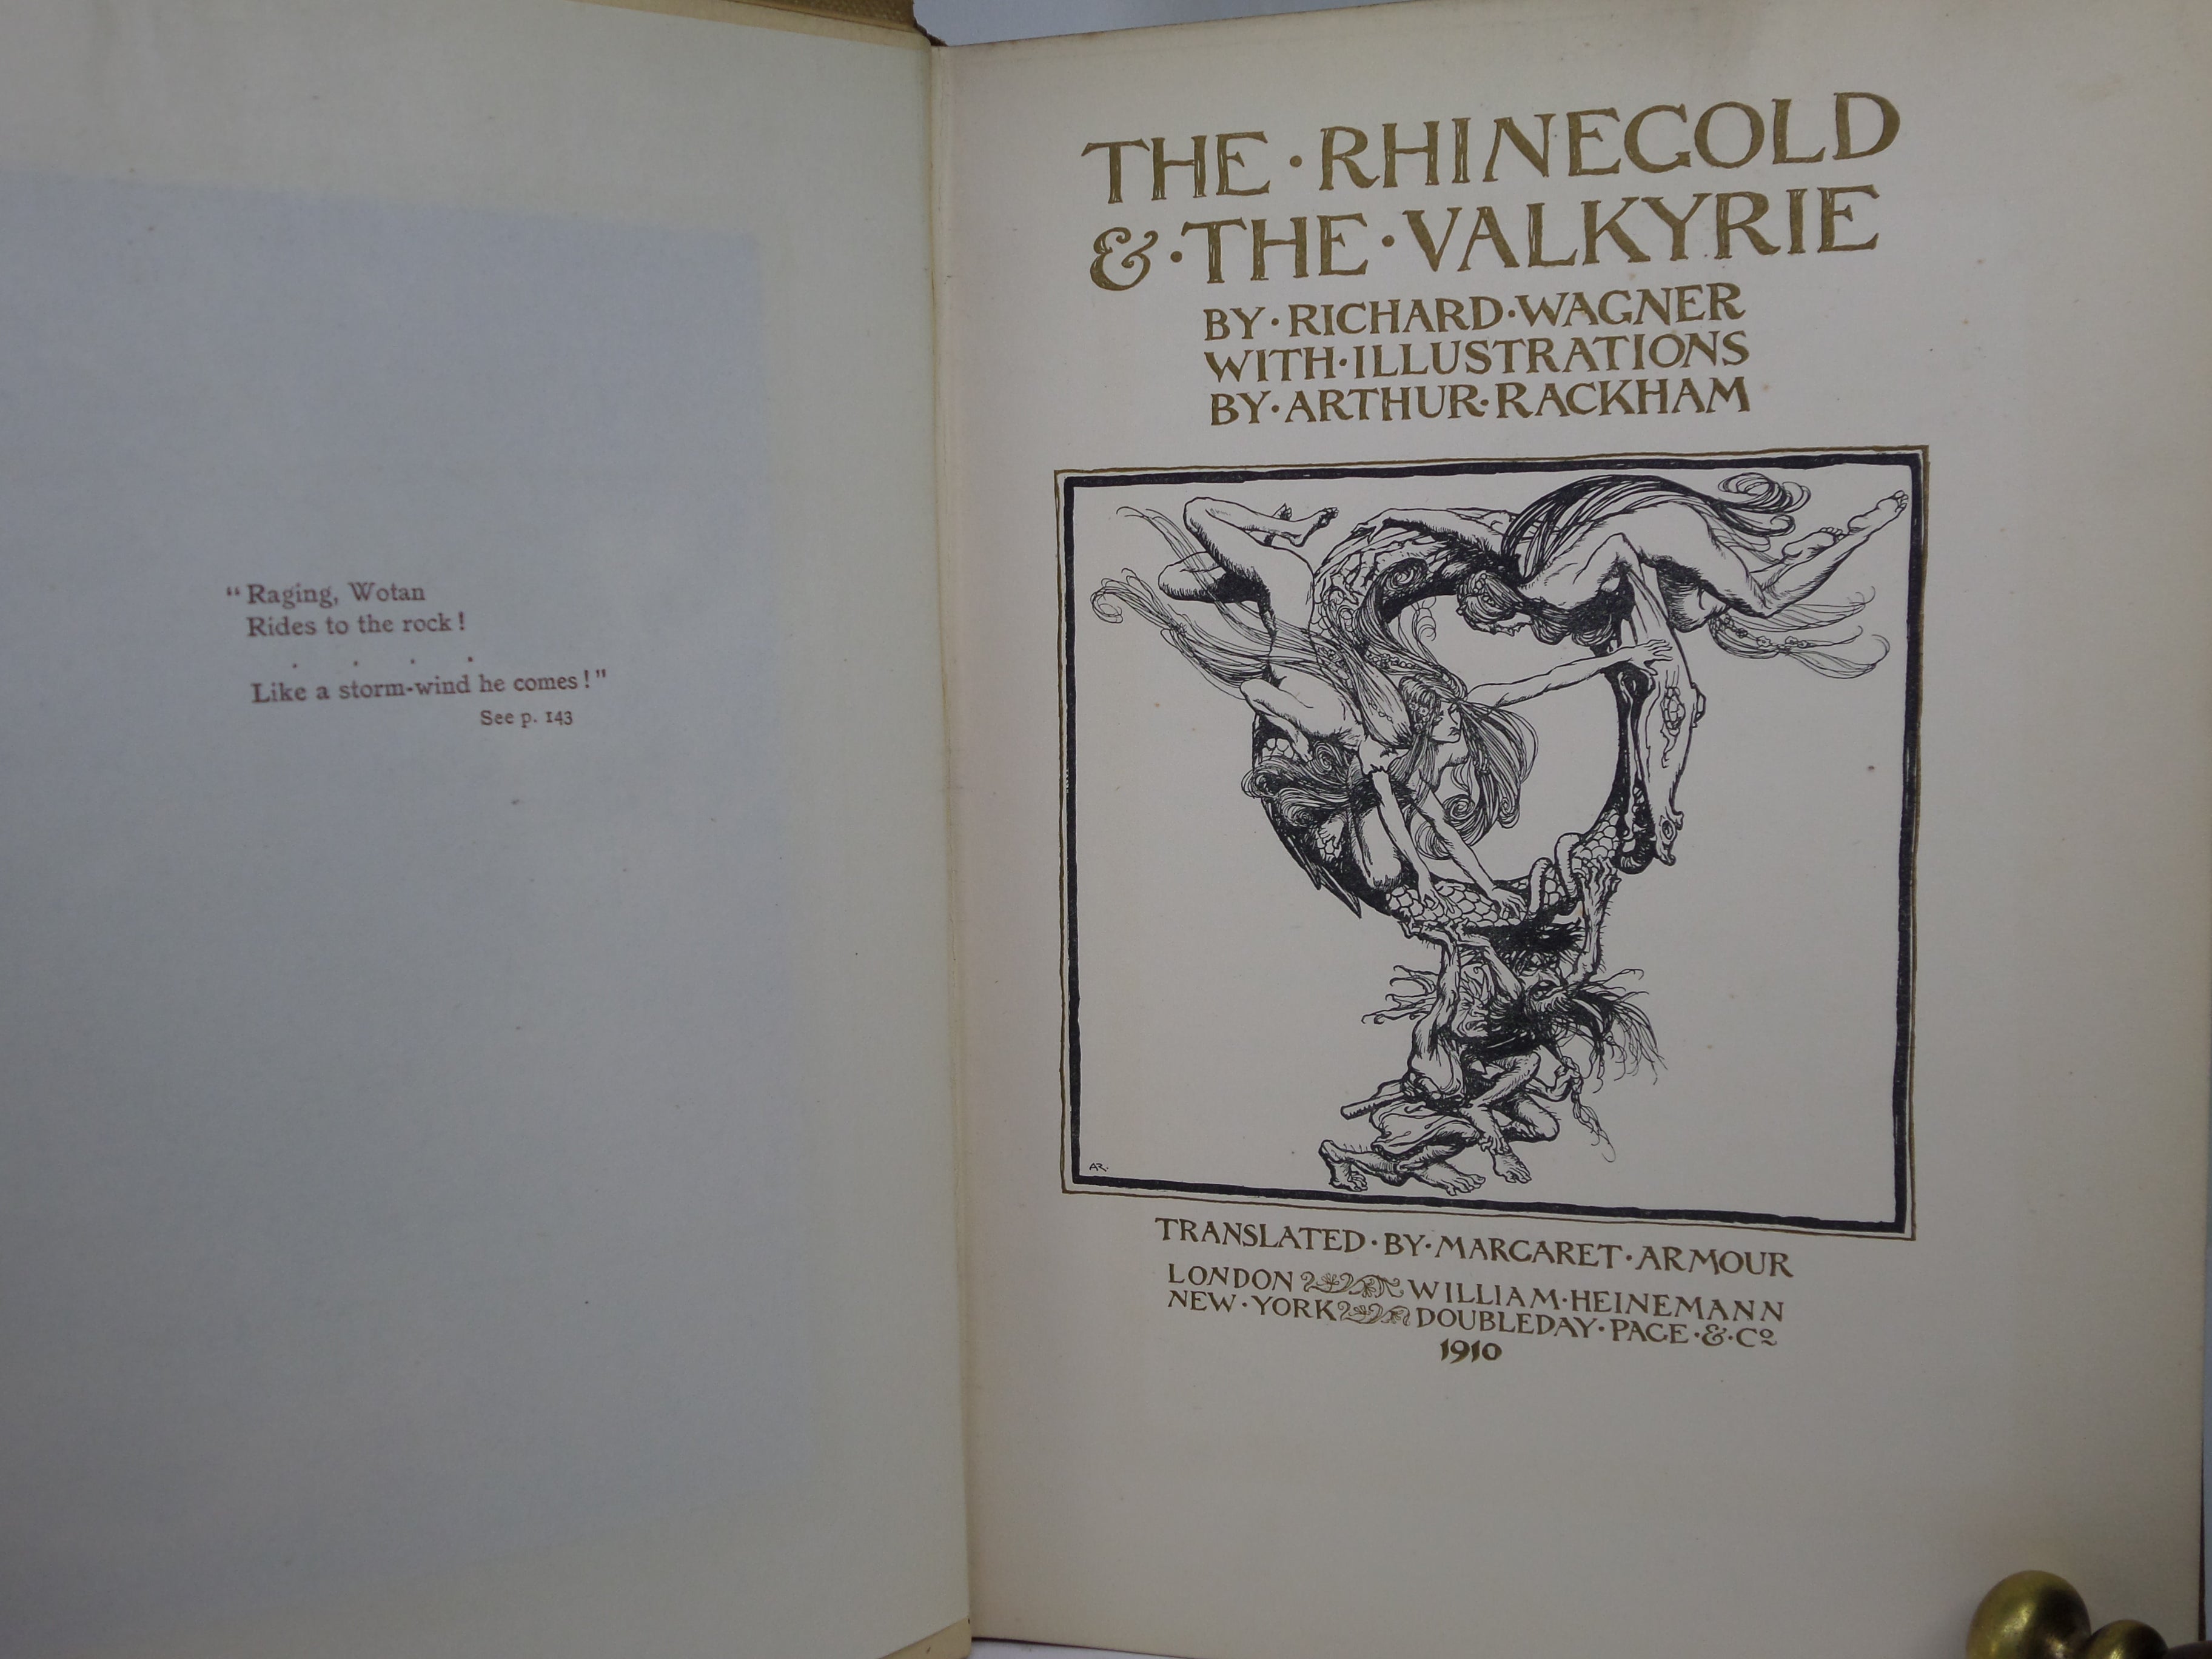 "Raging, Wotan
Rides to the rock!
. . . .
Like a storm-wind he comes!"
See p. 143
THE·RHINEGOLD
&·THE·VALKYRIE
BY·RICHARD·WAGNER
WITH·ILLUSTRATIONS
BY·ARTHUR·RACKHAM
AR.
TRANSLATED·BY·MARGARET·ARMOUR
LONDON WILLIAM·HEINEMANN
NEW·YORK DOUBLEDAY·PAGE·&·Cº
1910